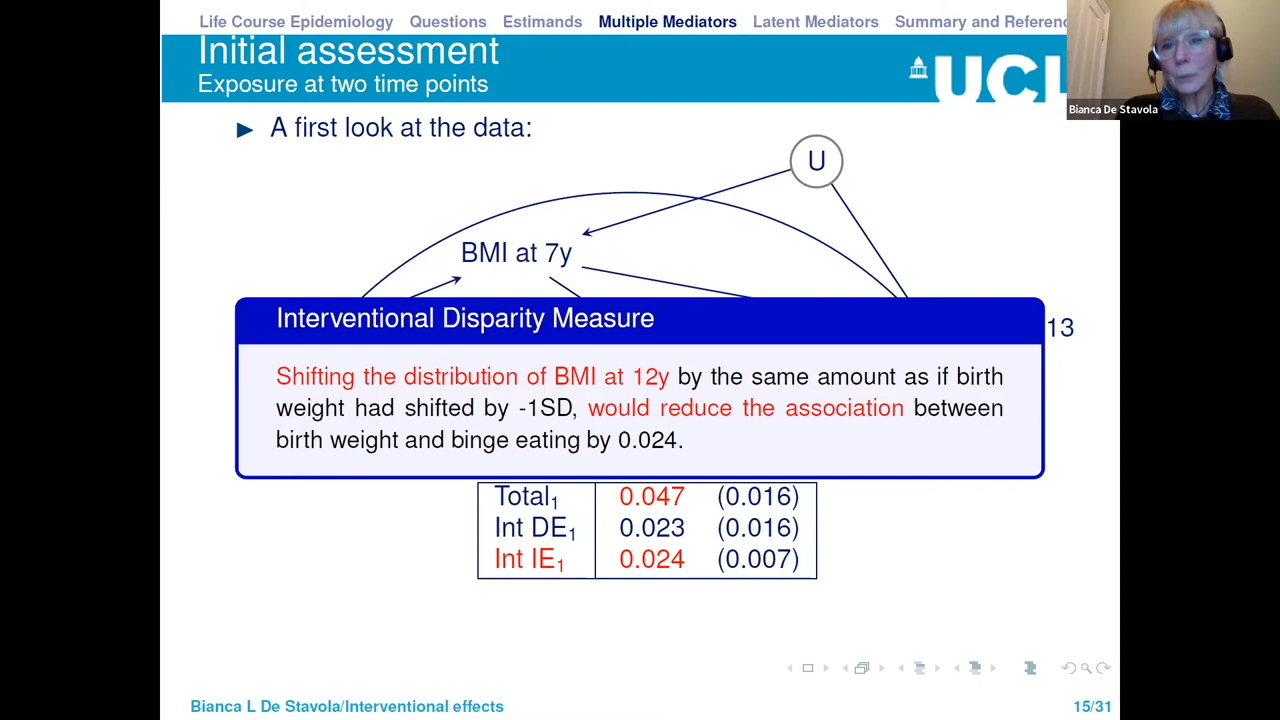 Life Course Epidemiology Questions Estimands Multiple Mediators Latent Mediators Summary and Referenc
Initial assessment
Exposure at two time points
UCL
Bianca De Stavola
A first look at the data:
U
BMI at 7y
Interventional Disparity Measure
13
Shifting the distribution of BMI at 12y by the same amount as if birth
weight had shifted by -1SD, would reduce the association between
birth weight and binge eating by 0.024.
Total1 0.047 (0.016)
Int DE1 0.023 (0.016)
Int IE1 0.024 (0.007)
Bianca L De Stavola/Interventional effects 15/31